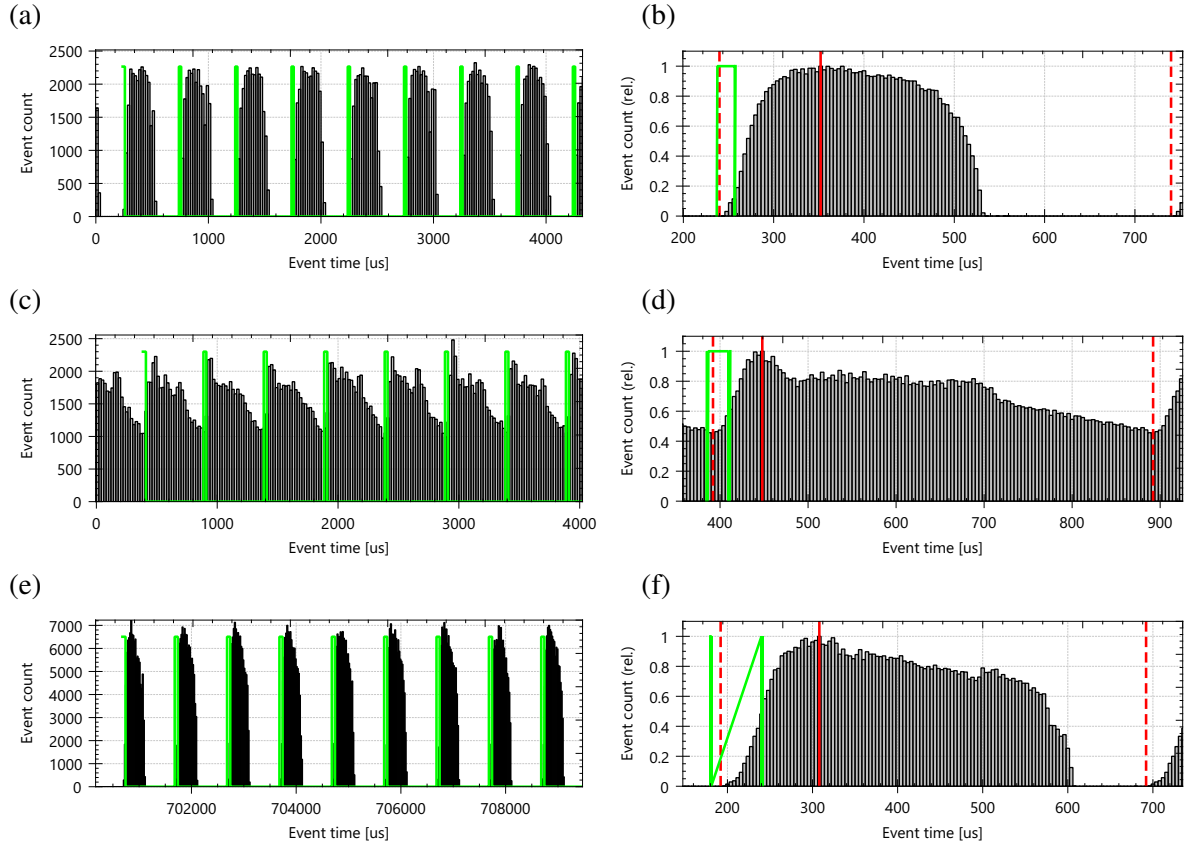 (a)
(b)
2500
2000
1500
1000
500
0
Event count
0 1000 2000 3000 4000
Event time [us]
1
0.8
0.6
0.4
0.2
0
Event count (rel.)
200 300 400 500 600 700
Event time [us]
(c)
(d)
2500
2000
1500
1000
500
0
Event count
0 1000 2000 3000 4000
Event time [us]
1
0.8
0.6
0.4
0.2
0
Event count (rel.)
400 500 600 700 800 900
Event time [us]
(e)
(f)
7000
6000
5000
4000
3000
2000
1000
0
Event count
702000 704000 706000 708000
Event time [us]
1
0.8
0.6
0.4
0.2
0
Event count (rel.)
200 300 400 500 600 700
Event time [us]